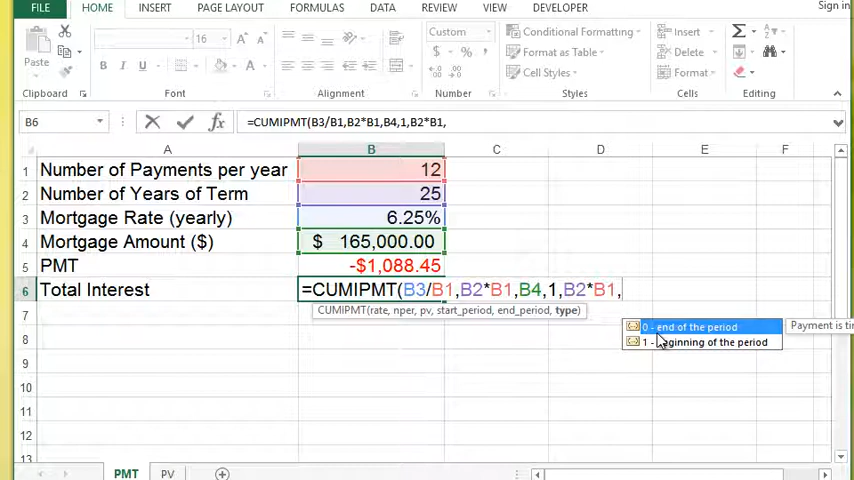 Sign in
FILE HOME INSERT PAGE LAYOUT FORMULAS DATA REVIEW VIEW DEVELOPER
16 A A Custom Conditional Formatting Insert
Paste B I U A $ % , Format as Table Delete
Cell Styles Format
Clipboard Font Alignment Number Styles Cells Editing
B6 fx =CUMIPMT(B3/B1,B2*B1,B4,1,B2*B1,
A B C D E F
1 Number of Payments per year 12
2 Number of Years of Term 25
3 Mortgage Rate (yearly) 6.25%
4 Mortgage Amount ($) $ 165,000.00
5 PMT -$1,088.45
6 Total Interest =CUMIPMT(B3/B1,B2*B1,B4,1,B2*B1,
CUMIPMT(rate, nper, pv, start_period, end_period, type)
7
0 - end of the period Payment is
8 1 - beginning of the period
9
10
11
12
13
PMT PV